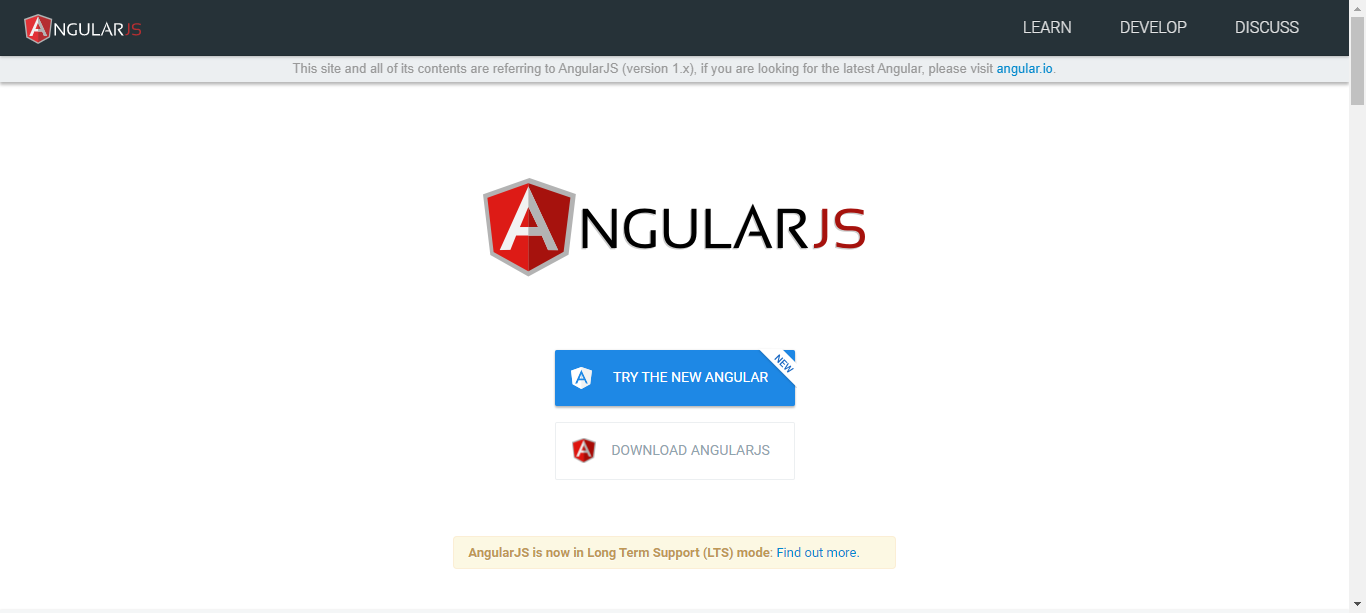 ANGULARJS
LEARN DEVELOP DISCUSS
This site and all of its contents are referring to AngularJS (version 1.x), if you are looking for the latest Angular, please visit angular.io.
ANGULARJS
NEW
TRY THE NEW ANGULAR
DOWNLOAD ANGULARJS
AngularJS is now in Long Term Support (LTS) mode: Find out more.